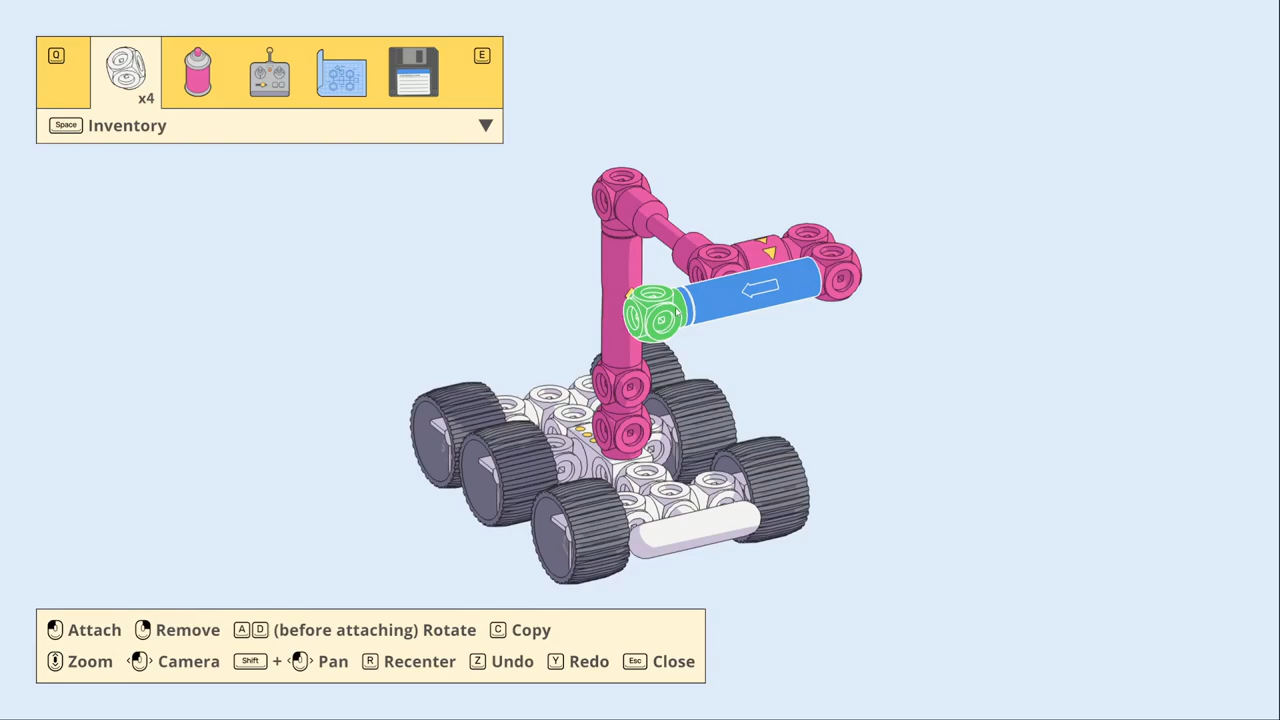 Q
E
x4
Space Inventory
Attach Remove A D (before attaching) Rotate C Copy
Zoom Camera Shift + Pan R Recenter Z Undo Y Redo Esc Close